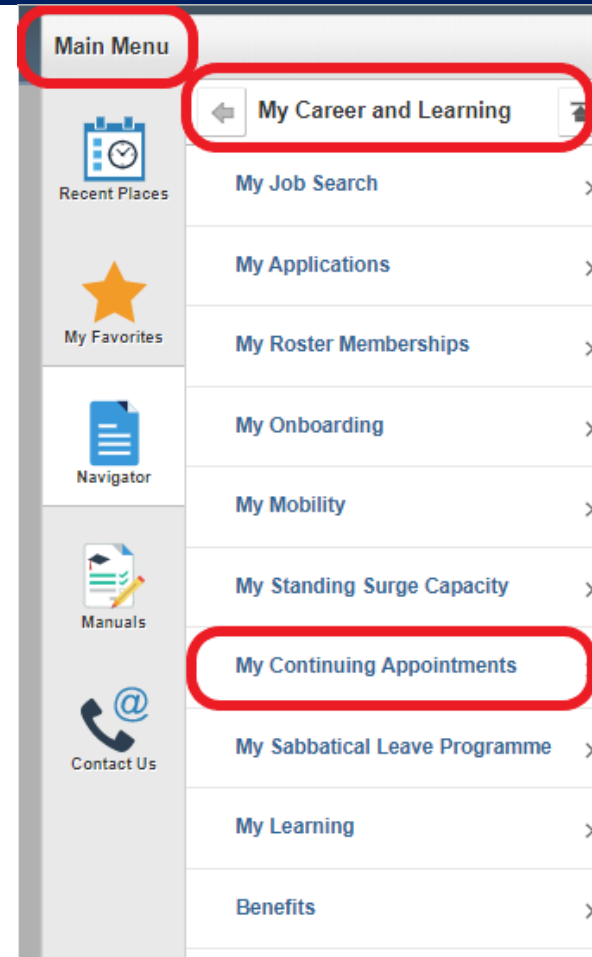 Main Menu
My Career and Learning
Recent Places
My Favorites
Navigator
Manuals
@
Contact Us
My Job Search
My Applications
My Roster Memberships
My Onboarding
My Mobility
My Standing Surge Capacity
My Continuing Appointments
My Sabbatical Leave Programme
My Learning
Benefits